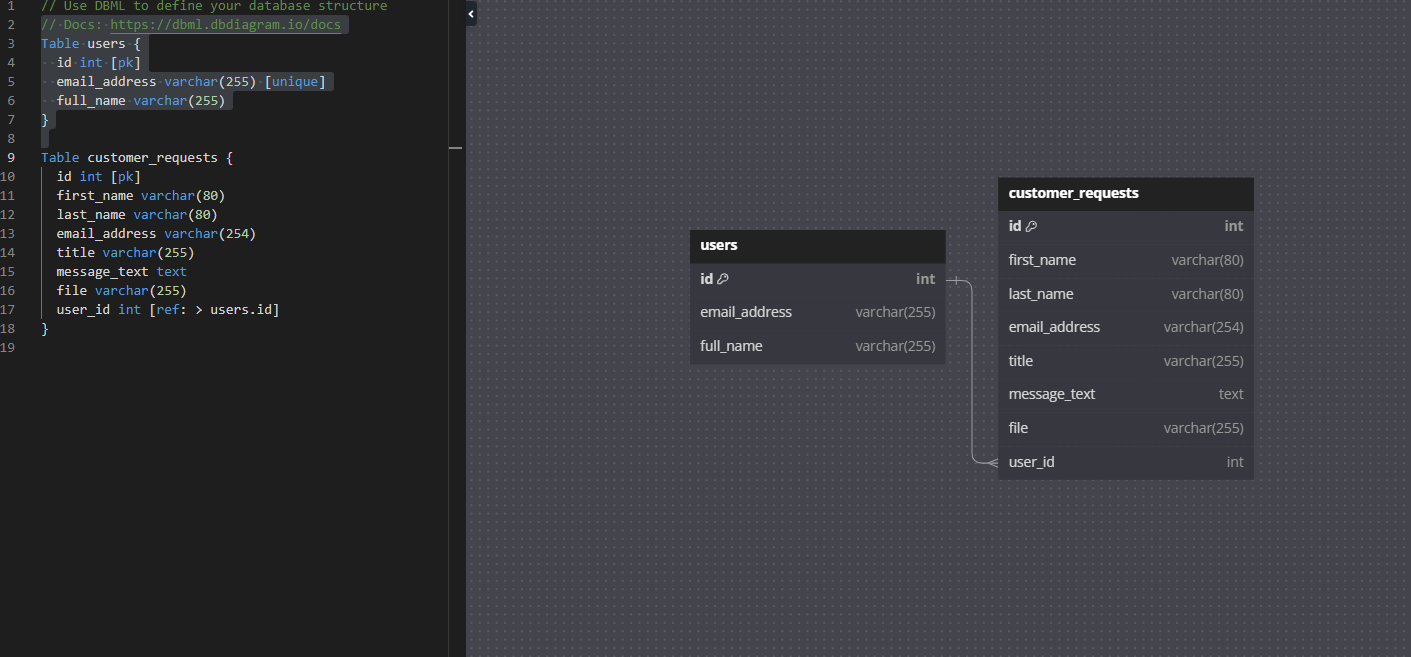 1 // Use DBML to define your database structure
2 // Docs: https://dbml.dbdiagram.io/docs
3 Table users {
4   id int [pk]
5   email_address varchar(255) [unique]
6   full_name varchar(255)
7 }
8
9 Table customer_requests {
10   id int [pk]
11   first_name varchar(80)
12   last_name varchar(80)
13   email_address varchar(254)
14   title varchar(255)
15   message_text text
16   file varchar(255)
17   user_id int [ref: > users.id]
18 }
19
users
id int
email_address varchar(255)
full_name varchar(255)
customer_requests
id int
first_name varchar(80)
last_name varchar(80)
email_address varchar(254)
title varchar(255)
message_text text
file varchar(255)
user_id int